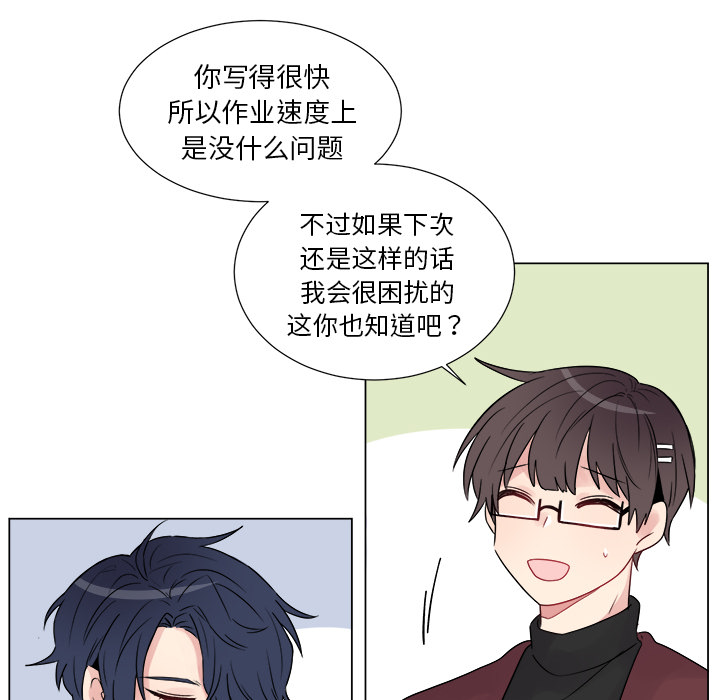 你写得很快
所以作业速度上
是没什么问题
不过如果下次
还是这样的话
我会很困扰的
这你也知道吧？